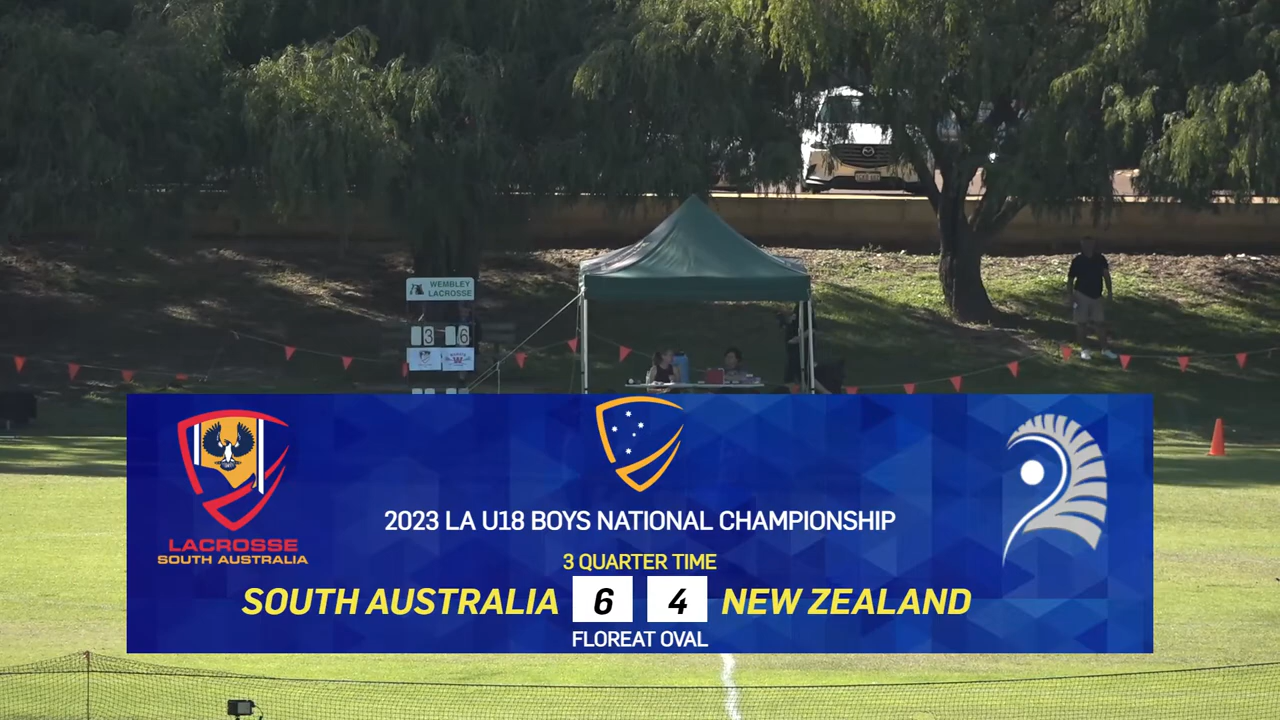 WEMBLEY
LACROSSE
3 6
2023 LA U18 BOYS NATIONAL CHAMPIONSHIP
LACROSSE
SOUTH AUSTRALIA
3 QUARTER TIME
SOUTH AUSTRALIA 6 4 NEW ZEALAND
FLOREAT OVAL